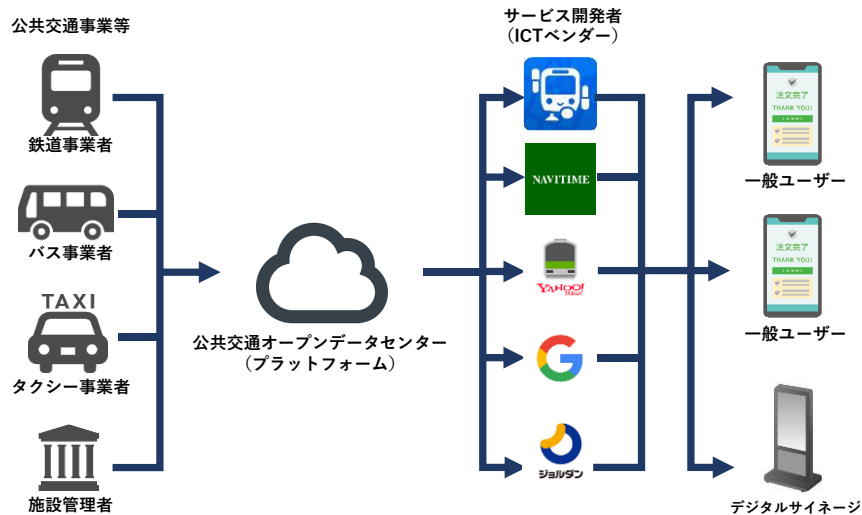 公共交通事業等
鉄道事業者
バス事業者
TAXI
タクシー事業者
施設管理者
公共交通オープンデータセンター
（プラットフォーム）
サービス開発者
（ICTベンダー）
NAVITIME
YAHOO!
ジョルダン
注文完了
THANK YOU!
一般ユーザー
注文完了
THANK YOU!
一般ユーザー
デジタルサイネージ